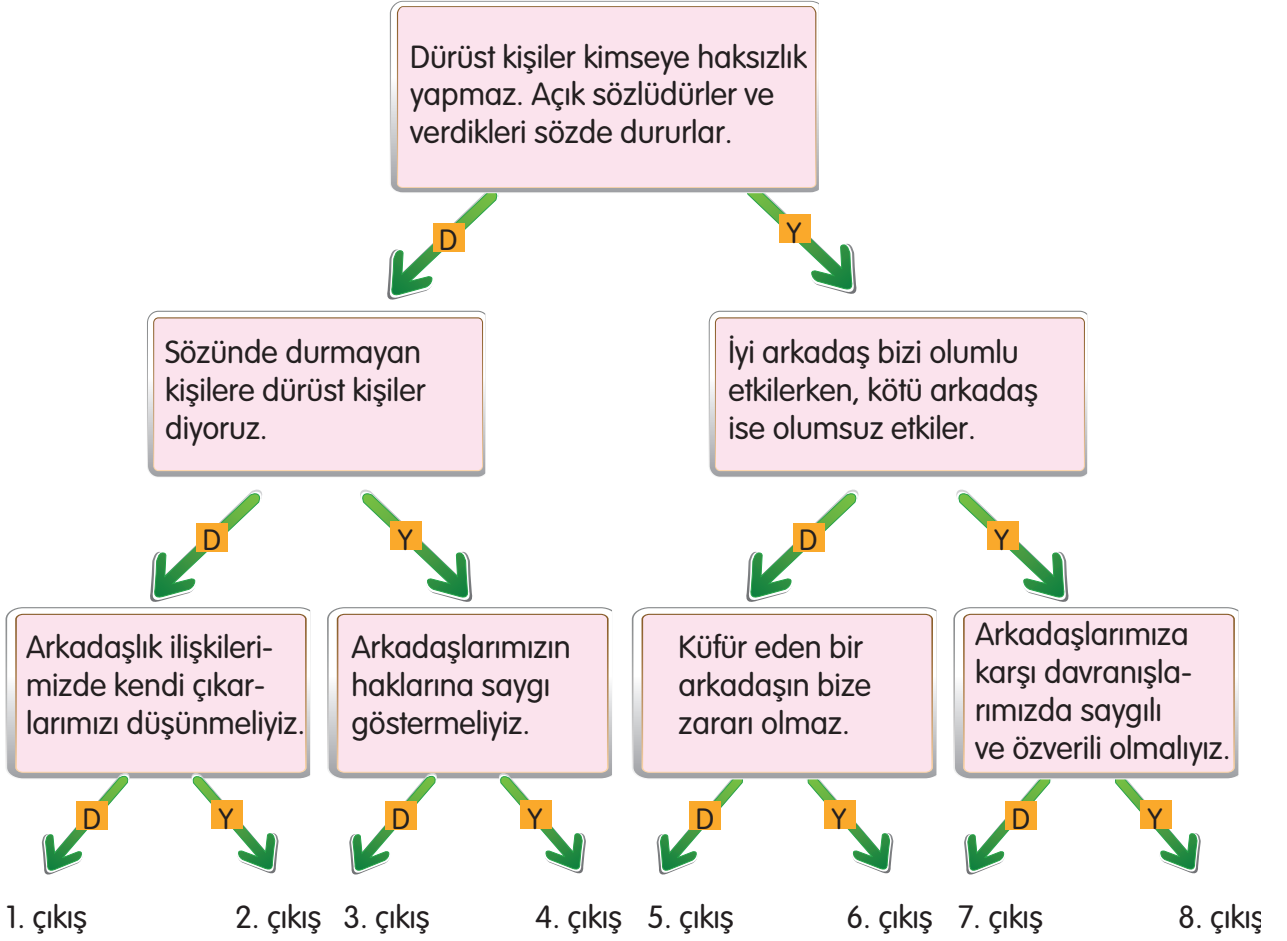 Dürüst kişiler kimseye haksızlık
yapmaz. Açık sözlüdürler ve
verdikleri sözde dururlar.
D
Y
Sözünde durmayan
kişilere dürüst kişiler
diyoruz.
İyi arkadaş bizi olumlu
etkilerken, kötü arkadaş
ise olumsuz etkiler.
D
Y
D
Y
Arkadaşlık ilişkileri-
mizde kendi çıkar-
larımızı düşünmeliyiz.
Arkadaşlarımızın
haklarına saygı
göstermeliyiz.
Küfür eden bir
arkadaşın bize
zararı olmaz.
Arkadaşlarımıza
karşı davranışla-
rımızda saygılı
ve özverili olmalıyız.
D
Y
D
Y
D
Y
D
Y
1. çıkış
2. çıkış
3. çıkış
4. çıkış
5. çıkış
6. çıkış
7. çıkış
8. çıkış